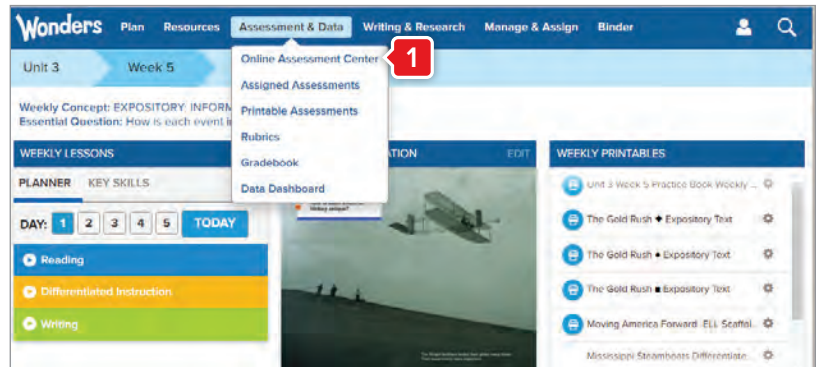 Wonders Plan Resources Assessment & Data Writing & Research Manage & Assign Binder
Unit 3 Week 5
Online Assessment Center 1
Assigned Assessments
Printable Assessments
Rubrics
Gradebook
Data Dashboard
Weekly Concept: EXPOSITORY: INFORM
Essential Question: How is each event
WEEKLY LESSONS
PLANNER KEY SKILLS
DAY: 1 2 3 4 5 TODAY
Reading
Differentiated Instruction
Writing
ATION EDIT
history unique?
WEEKLY PRINTABLES
Unit 3 Week 5 Practice Book Weekly ...
The Gold Rush ◆ Expository Text
The Gold Rush ● Expository Text
The Gold Rush ■ Expository Text
Moving America Forward ELL Scaffol..
Mississippi Steamboats Differentiate...